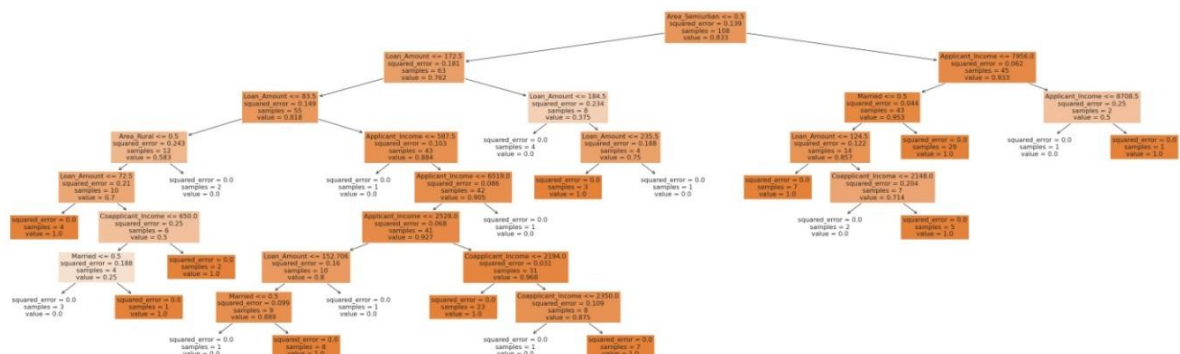 Area_Semiurban <= 0.5
squared_error = 0.139
samples = 108
value = 0.833
Loan_Amount <= 172.5
squared_error = 0.181
samples = 63
value = 0.762
Applicant_Income <= 7956.0
squared_error = 0.062
samples = 45
value = 0.933
Loan_Amount <= 83.5
squared_error = 0.149
samples = 55
value = 0.818
Loan_Amount <= 184.5
squared_error = 0.234
samples = 8
value = 0.375
Married <= 0.5
squared_error = 0.044
samples = 43
value = 0.953
Applicant_Income <= 8708.5
squared_error = 0.25
samples = 2
value = 0.5
Area_Rural <= 0.5
squared_error = 0.243
samples = 12
value = 0.583
Applicant_Income <= 587.5
squared_error = 0.103
samples = 43
value = 0.884
squared_error = 0.0
samples = 4
value = 0.0
Loan_Amount <= 235.5
squared_error = 0.188
samples = 4
value = 0.75
Loan_Amount <= 124.5
squared_error = 0.122
samples = 14
value = 0.857
squared_error = 0.0
samples = 29
value = 1.0
squared_error = 0.0
samples = 1
value = 0.0
squared_error = 0.0
samples = 1
value = 1.0
Loan_Amount <= 72.5
squared_error = 0.21
samples = 10
value = 0.7
squared_error = 0.0
samples = 2
value = 0.0
squared_error = 0.0
samples = 1
value = 0.0
Applicant_Income <= 6519.0
squared_error = 0.086
samples = 42
value = 0.905
squared_error = 0.0
samples = 3
value = 1.0
squared_error = 0.0
samples = 1
value = 0.0
squared_error = 0.0
samples = 7
value = 1.0
Coapplicant_Income <= 2148.0
squared_error = 0.204
samples = 7
value = 0.714
squared_error = 0.0
samples = 4
value = 1.0
Coapplicant_Income <= 650.0
squared_error = 0.25
samples = 6
value = 0.5
Applicant_Income <= 2528.0
squared_error = 0.068
samples = 41
value = 0.927
squared_error = 0.0
samples = 1
value = 0.0
squared_error = 0.0
samples = 2
value = 0.0
squared_error = 0.0
samples = 5
value = 1.0
Married <= 0.5
squared_error = 0.188
samples = 4
value = 0.25
squared_error = 0.0
samples = 2
value = 1.0
Loan_Amount <= 152.706
squared_error = 0.16
samples = 10
value = 0.8
Coapplicant_Income <= 2194.0
squared_error = 0.031
samples = 31
value = 0.968
squared_error = 0.0
samples = 3
value = 0.0
squared_error = 0.0
samples = 1
value = 1.0
Married <= 0.5
squared_error = 0.099
samples = 9
value = 0.889
squared_error = 0.0
samples = 1
value = 0.0
squared_error = 0.0
samples = 23
value = 1.0
Coapplicant_Income <= 2350.0
squared_error = 0.109
samples = 8
value = 0.875
squared_error = 0.0
samples = 1
value = 0.0
squared_error = 0.0
samples = 8
value = 1.0
squared_error = 0.0
samples = 1
value = 0.0
squared_error = 0.0
samples = 7
value = 1.0